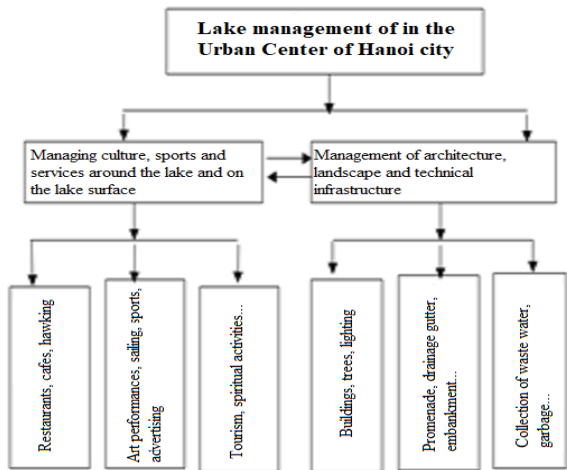 Lake management of in the
Urban Center of Hanoi city
Managing culture, sports and
services around the lake and on
the lake surface
Management of architecture,
landscape and technical
infrastructure
Restaurants, cafes, hawking
Art performances, sailing, sports,
advertising
Tourism, spiritual activities...
Buildings, trees, lighting
Promenade, drainage gutter,
embankment...
Collection of waste water,
garbage...